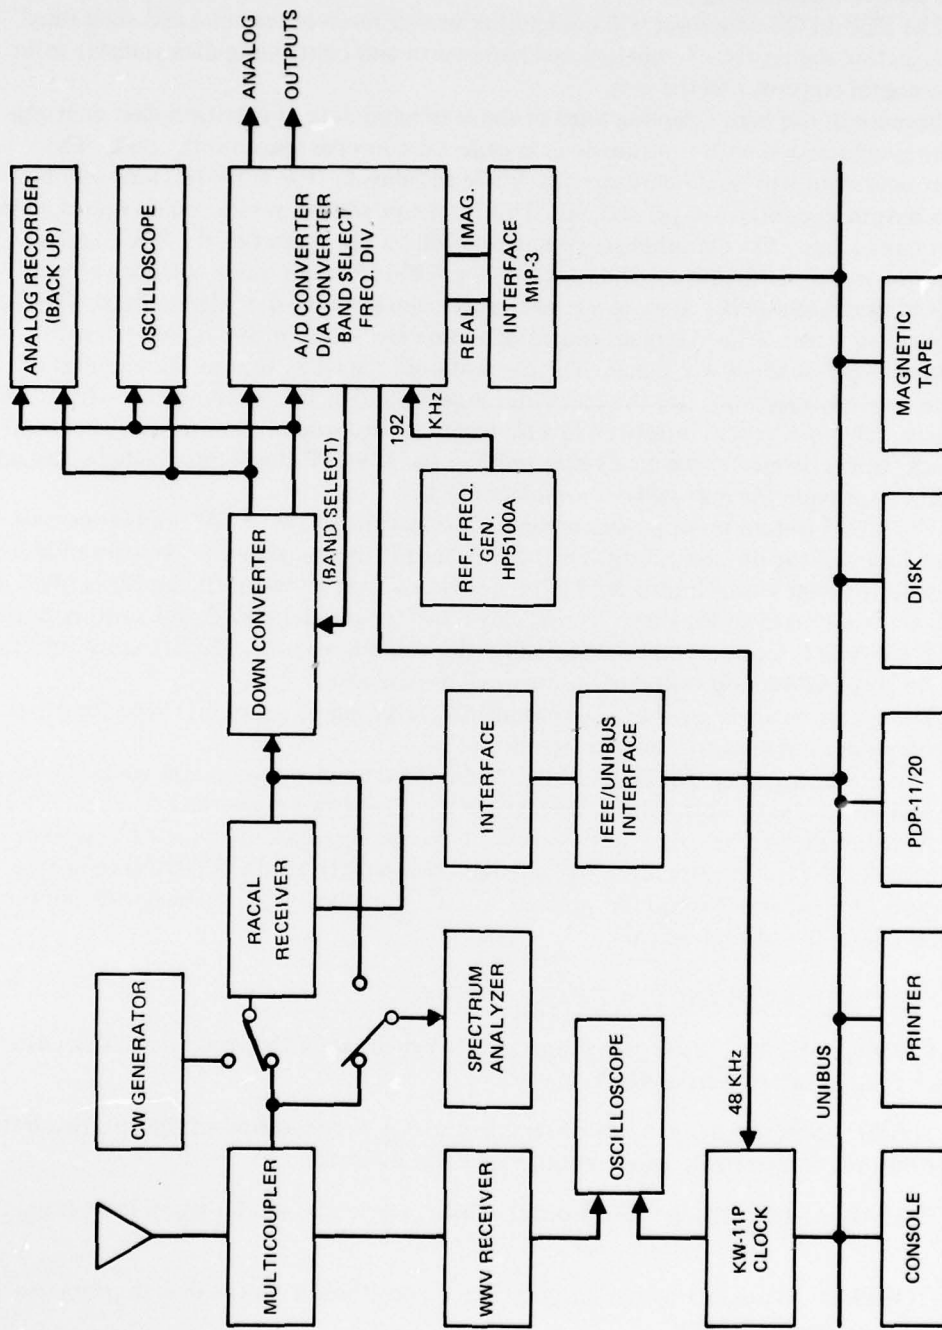 CW GENERATOR
MULTICOUPLER
RACAL
RECEIVER
DOWN CONVERTER
ANALOG RECORDER
(BACK UP)
OSCILLOSCOPE
A/D CONVERTER
D/A CONVERTER
BAND SELECT
FREQ. DIV.
ANALOG
OUTPUTS
(BAND SELECT)
192
KHz
REAL
IMAG.
WWV RECEIVER
SPECTRUM
ANALYZER
INTERFACE
REF. FREQ.
GEN.
HP5100A
INTERFACE
MIP-3
OSCILLOSCOPE
IEEE/UNIBUS
INTERFACE
KW-11P
CLOCK
48 KHz
UNIBUS
CONSOLE
PRINTER
PDP-11/20
DISK
MAGNETIC
TAPE